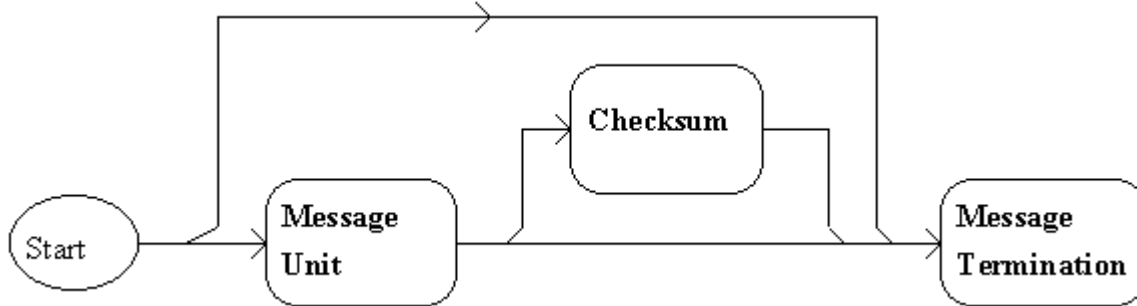 Checksum
Start
Message
Unit
Message
Termination